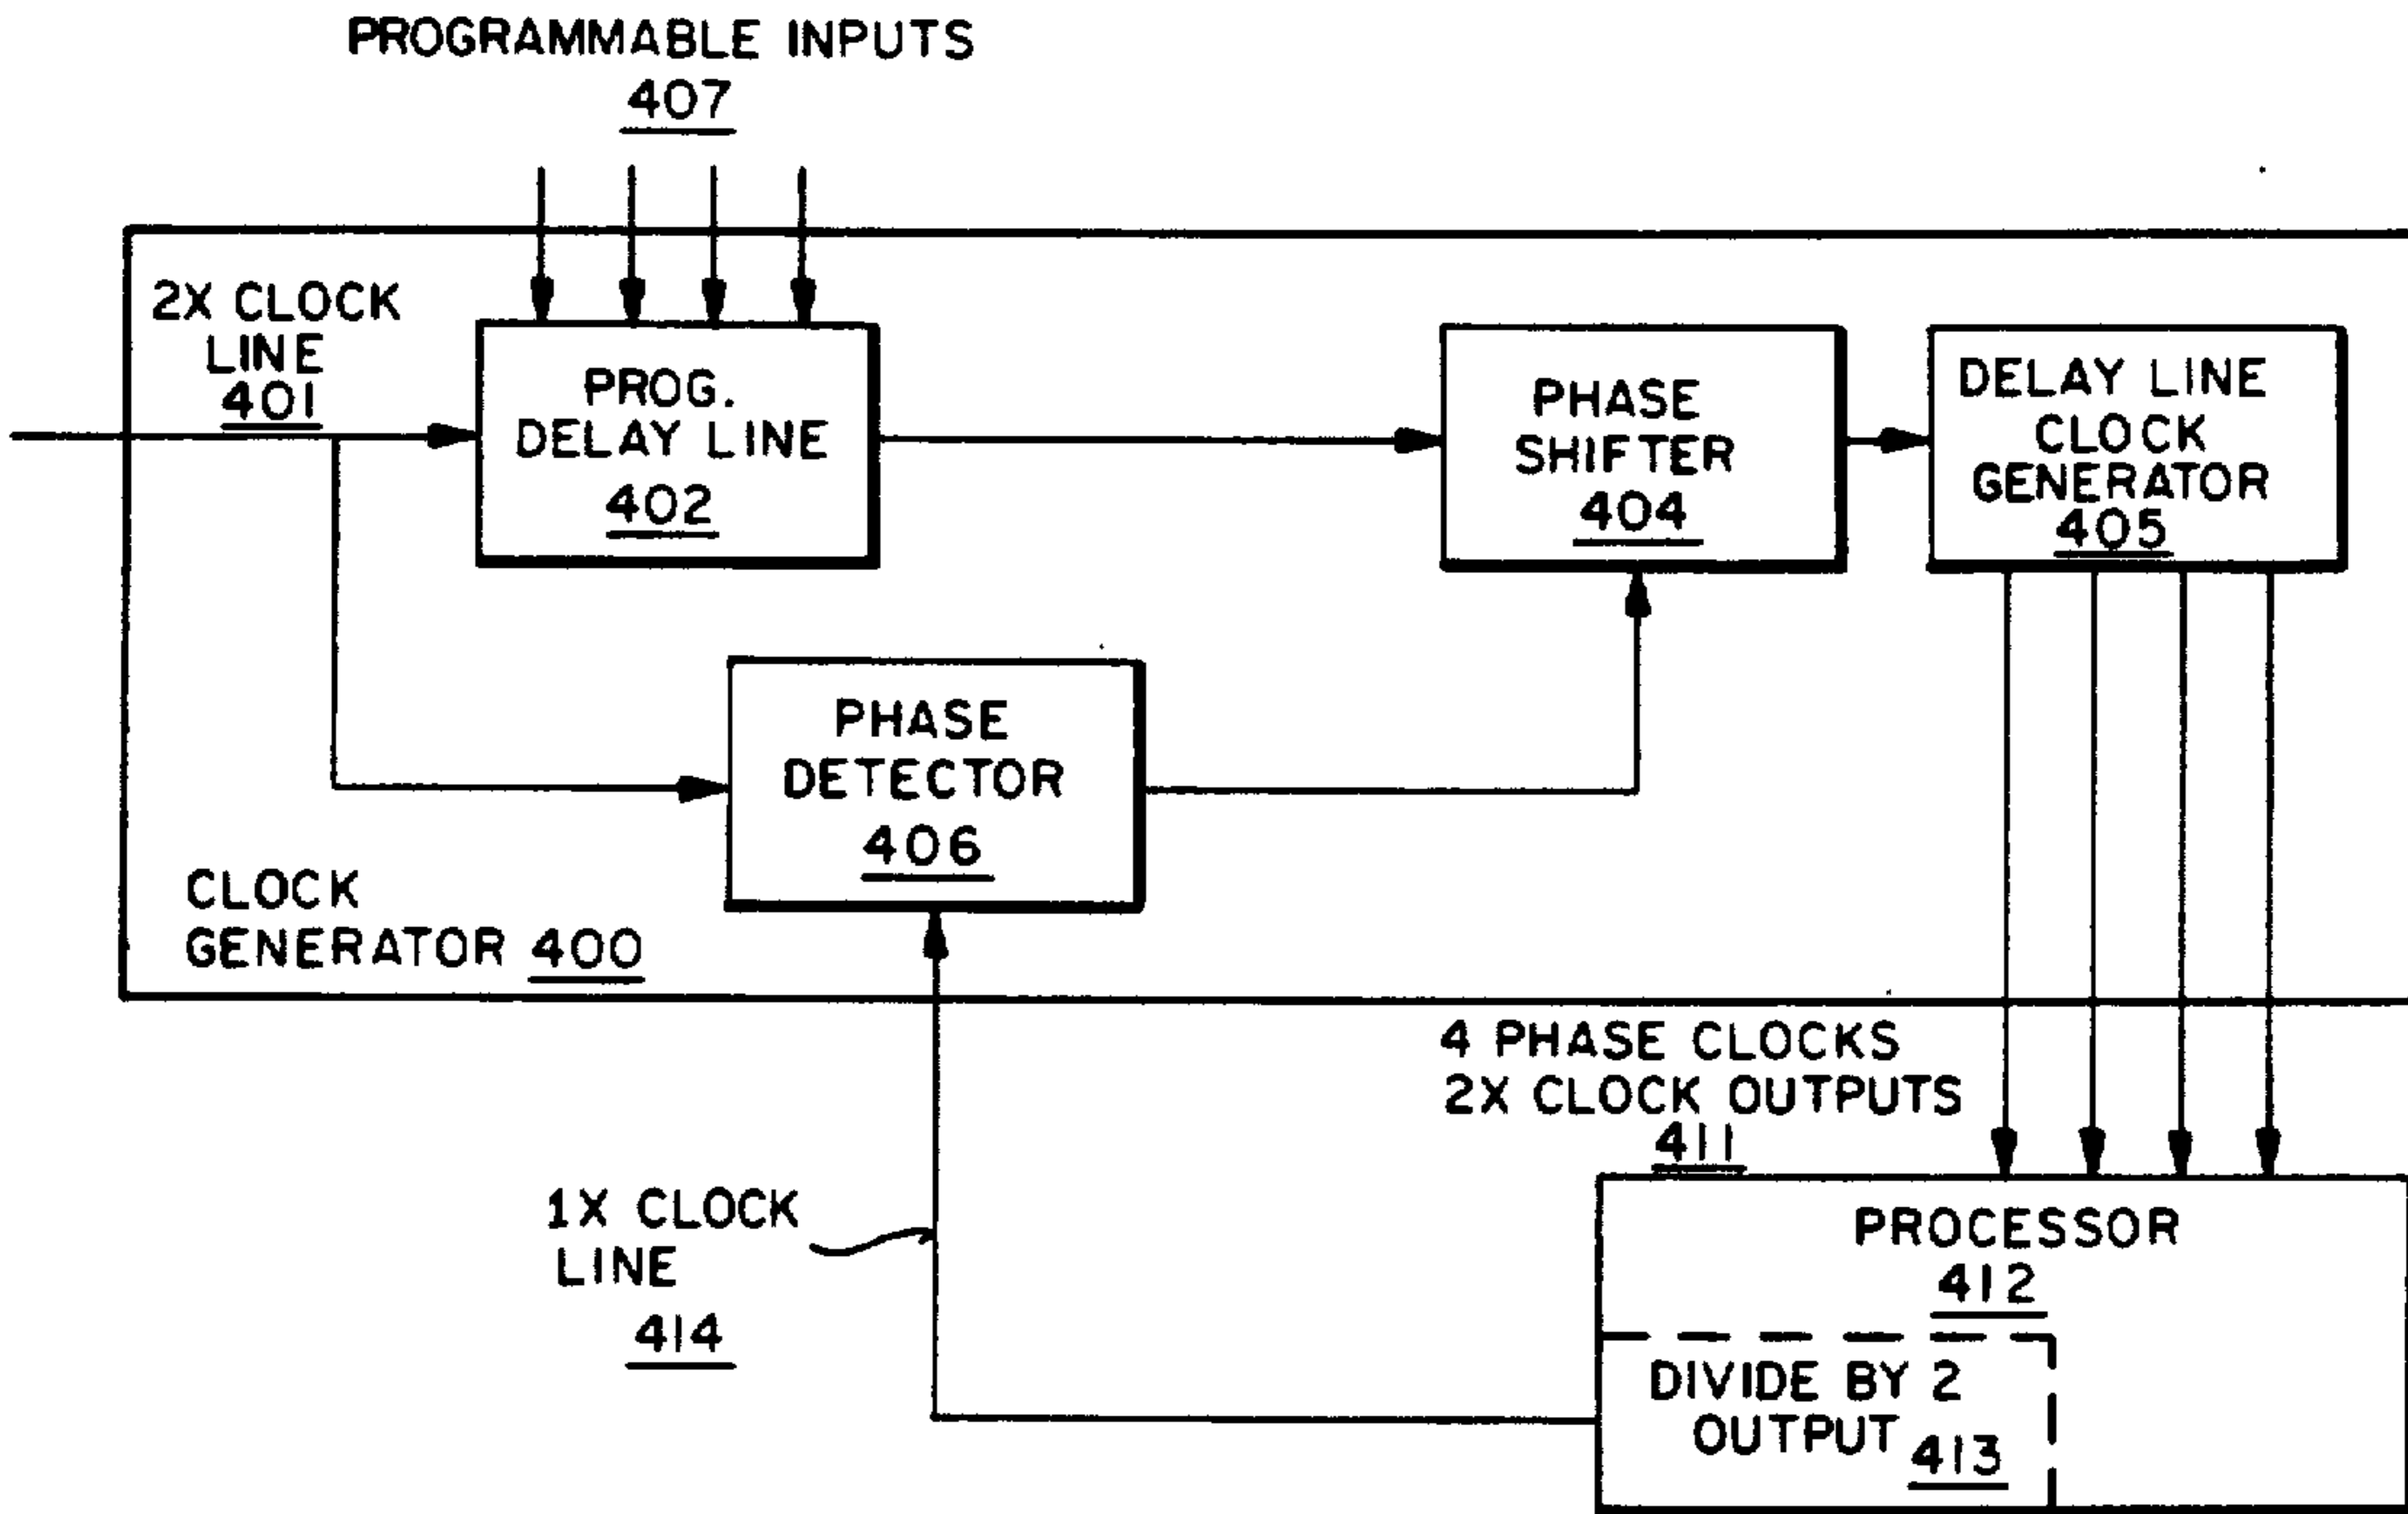 PROGRAMMABLE INPUTS
407
2X CLOCK
LINE
401
PROG.
DELAY LINE
402
PHASE
SHIFTER
404
DELAY LINE
CLOCK
GENERATOR
405
PHASE
DETECTOR
406
CLOCK
GENERATOR 400
4 PHASE CLOCKS
2X CLOCK OUTPUTS
411
1X CLOCK
LINE
414
PROCESSOR
412
DIVIDE BY 2
OUTPUT 413